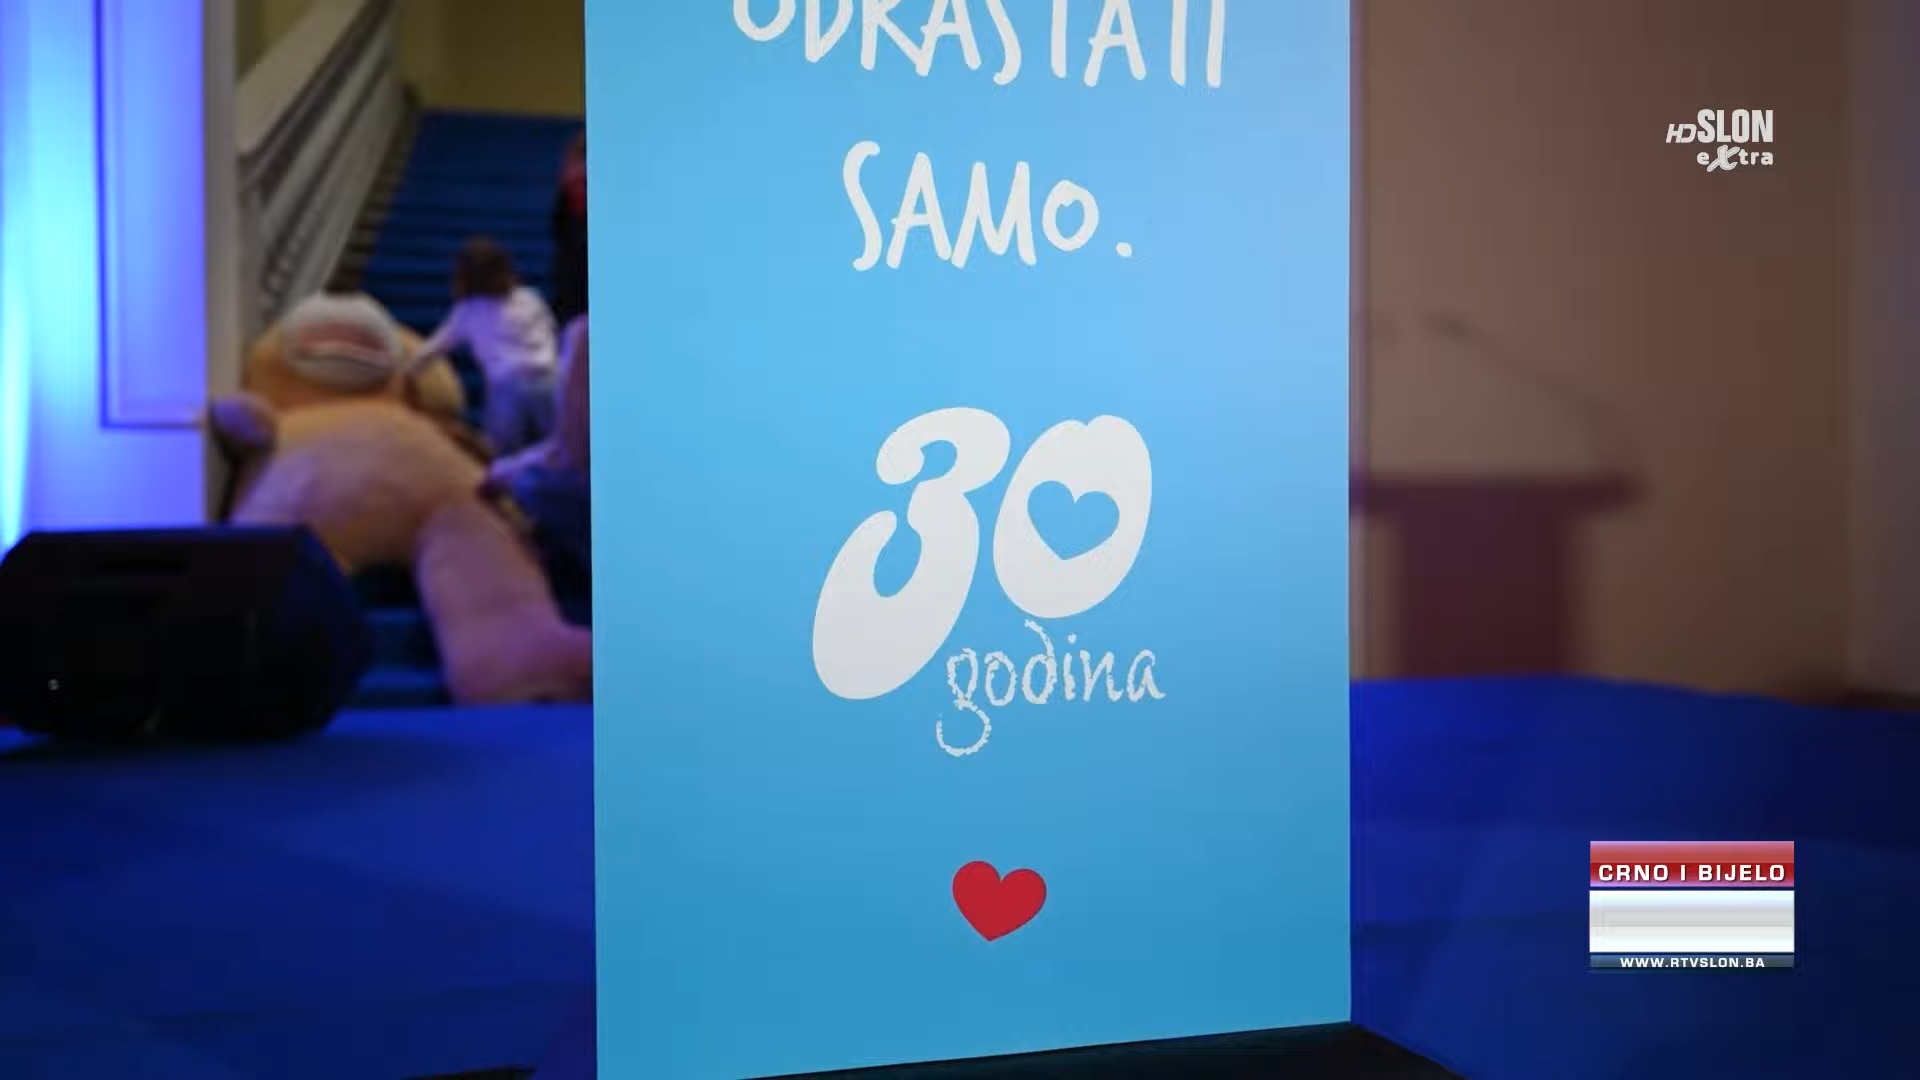 ODRASTATI
SAMO.
30
godina
HD SLON
extra
CRNO I BIJELO
WWW.RTVSLON.BA